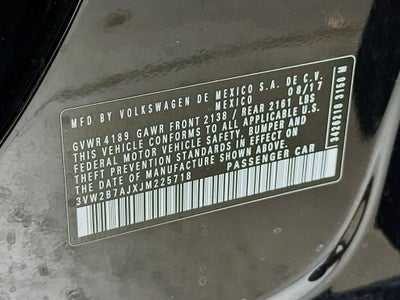 MFD BY VOLKSWAGEN DE MEXICO S.A. DE C.V.
MEXICO 08/17
GVWR 4189 GAWR FRONT 2138 / REAR 2161 LBS
THIS VEHICLE CONFORMS TO ALL APPLICABLE U.S.
FEDERAL MOTOR VEHICLE SAFETY, BUMPER AND
THEFT PREVENTION STANDARDS IN EFFECT ON
THE DATE OF MANUFACTURE SHOWN ABOVE.
3VW2B7AJXJM225718 PASSENGER CAR